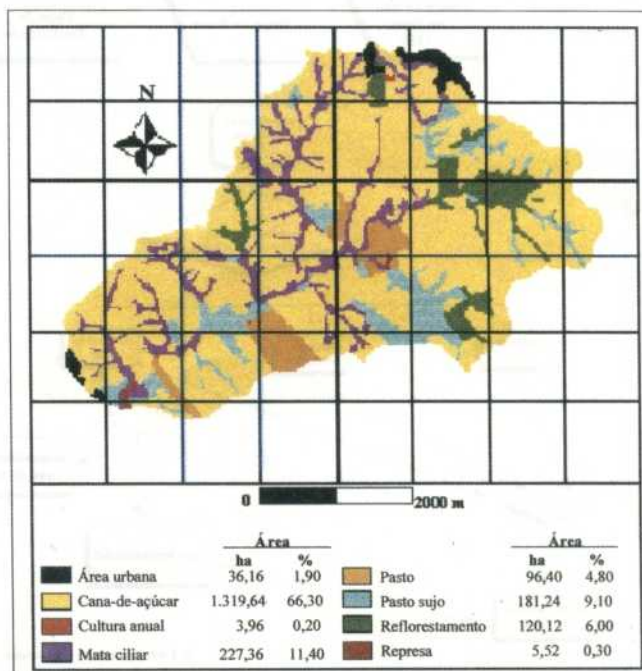 N
0 2000 m
Área Área
ha % ha %
Área urbana 36,16 1,90 Pasto 96,40 4,80
Cana-de-açúcar 1.319,64 66,30 Pasto sujo 181,24 9,10
Cultura anual 3,96 0,20 Reflorestamento 120,12 6,00
Mata ciliar 227,36 11,40 Represa 5,52 0,30